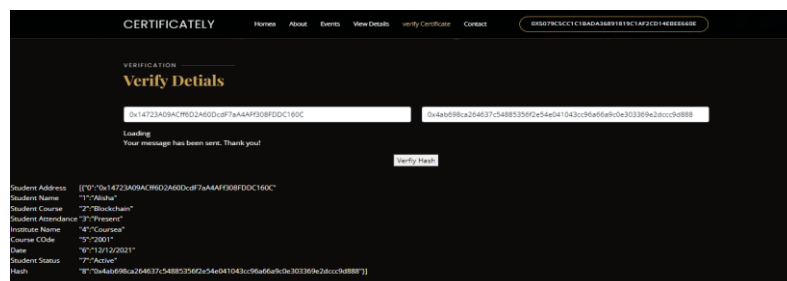 CERTIFICATELY Homea About Events View Details verify Certificate Contact 0X5079C5CC1C1BADA36891819C1AF2CD14EBEE660E
VERIFICATION
Verify Detials
0x14723A09ACff6D2A60DcdF7aA4AFf308FDDC160C 0x4ab698ca264637c54885356f2e54e041043cc96a66a9c0e303369e2dccc9d888
Loading
Your message has been sent. Thank you!
Verfiy Hash
Student Address [{"0":"0x14723A09ACff6D2A60DcdF7aA4AFf308FDDC160C"
Student Name "1":"Alisha"
Student Course "2":"Blockchain"
Student Attendance "3":"Present"
Institute Name "4":"Coursea"
Course COde "5":"2001"
Date "6":"12/12/2021"
Student Status "7":"Active"
Hash "8":"0x4ab698ca264637c54885356f2e54e041043cc96a66a9c0e303369e2dccc9d888"}]